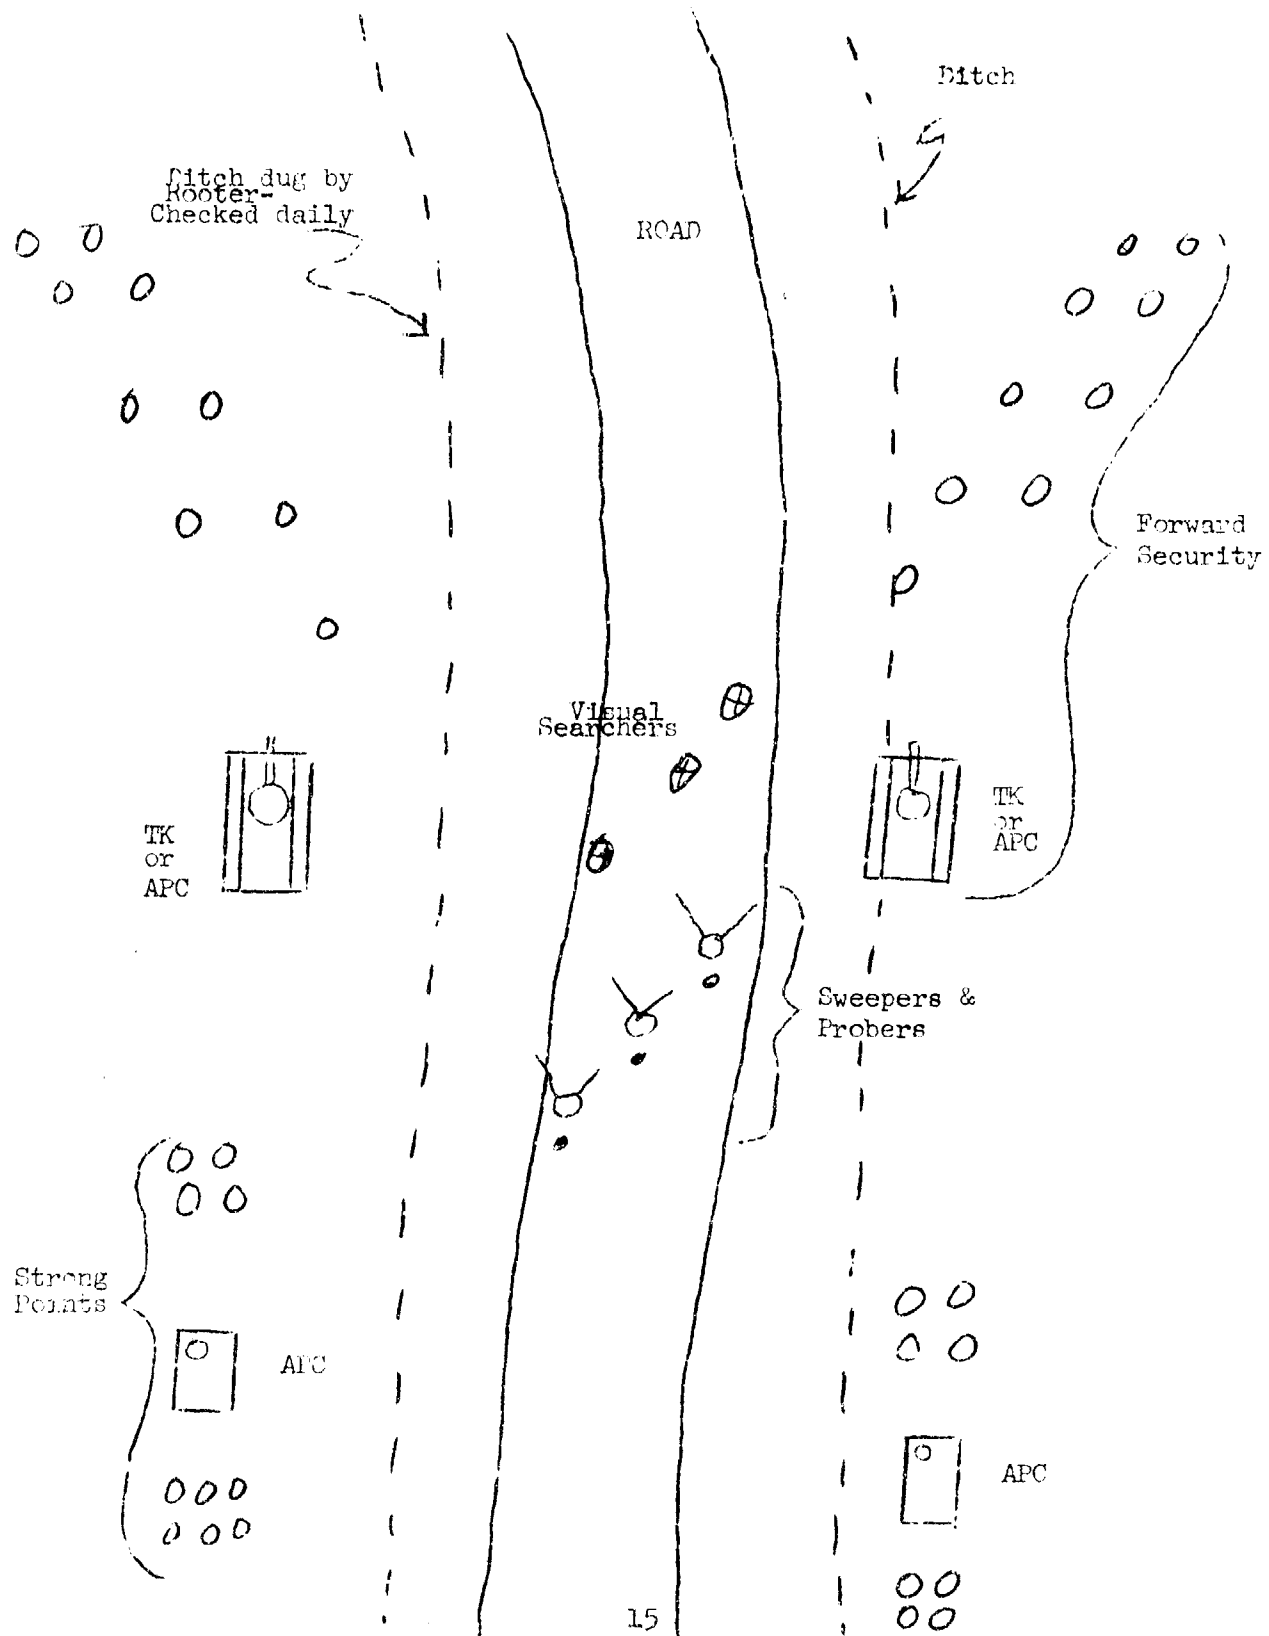 Ditch
Ditch dug by
Rooter-
Checked daily
ROAD
Forward
Security
Visual
Searchers
TK
or
APC
TK
or
APC
Sweepers &
Probers
Strong
Points
APC
APC
15